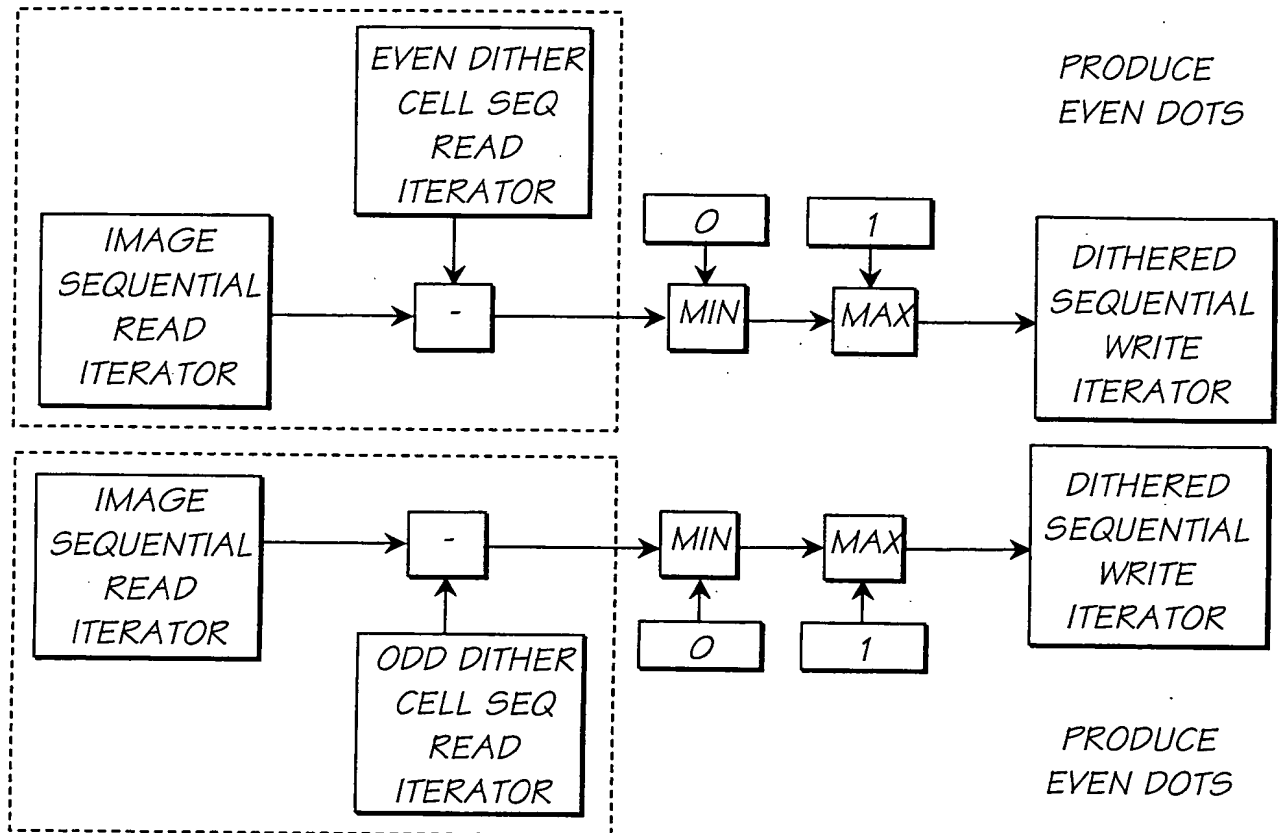 EVEN DITHER
CELL SEQ
READ
ITERATOR
PRODUCE
EVEN DOTS
IMAGE
SEQUENTIAL
READ
ITERATOR
-
0
MIN
1
MAX
DITHERED
SEQUENTIAL
WRITE
ITERATOR
IMAGE
SEQUENTIAL
READ
ITERATOR
-
MIN
MAX
DITHERED
SEQUENTIAL
WRITE
ITERATOR
ODD DITHER
CELL SEQ
READ
ITERATOR
0
1
PRODUCE
EVEN DOTS